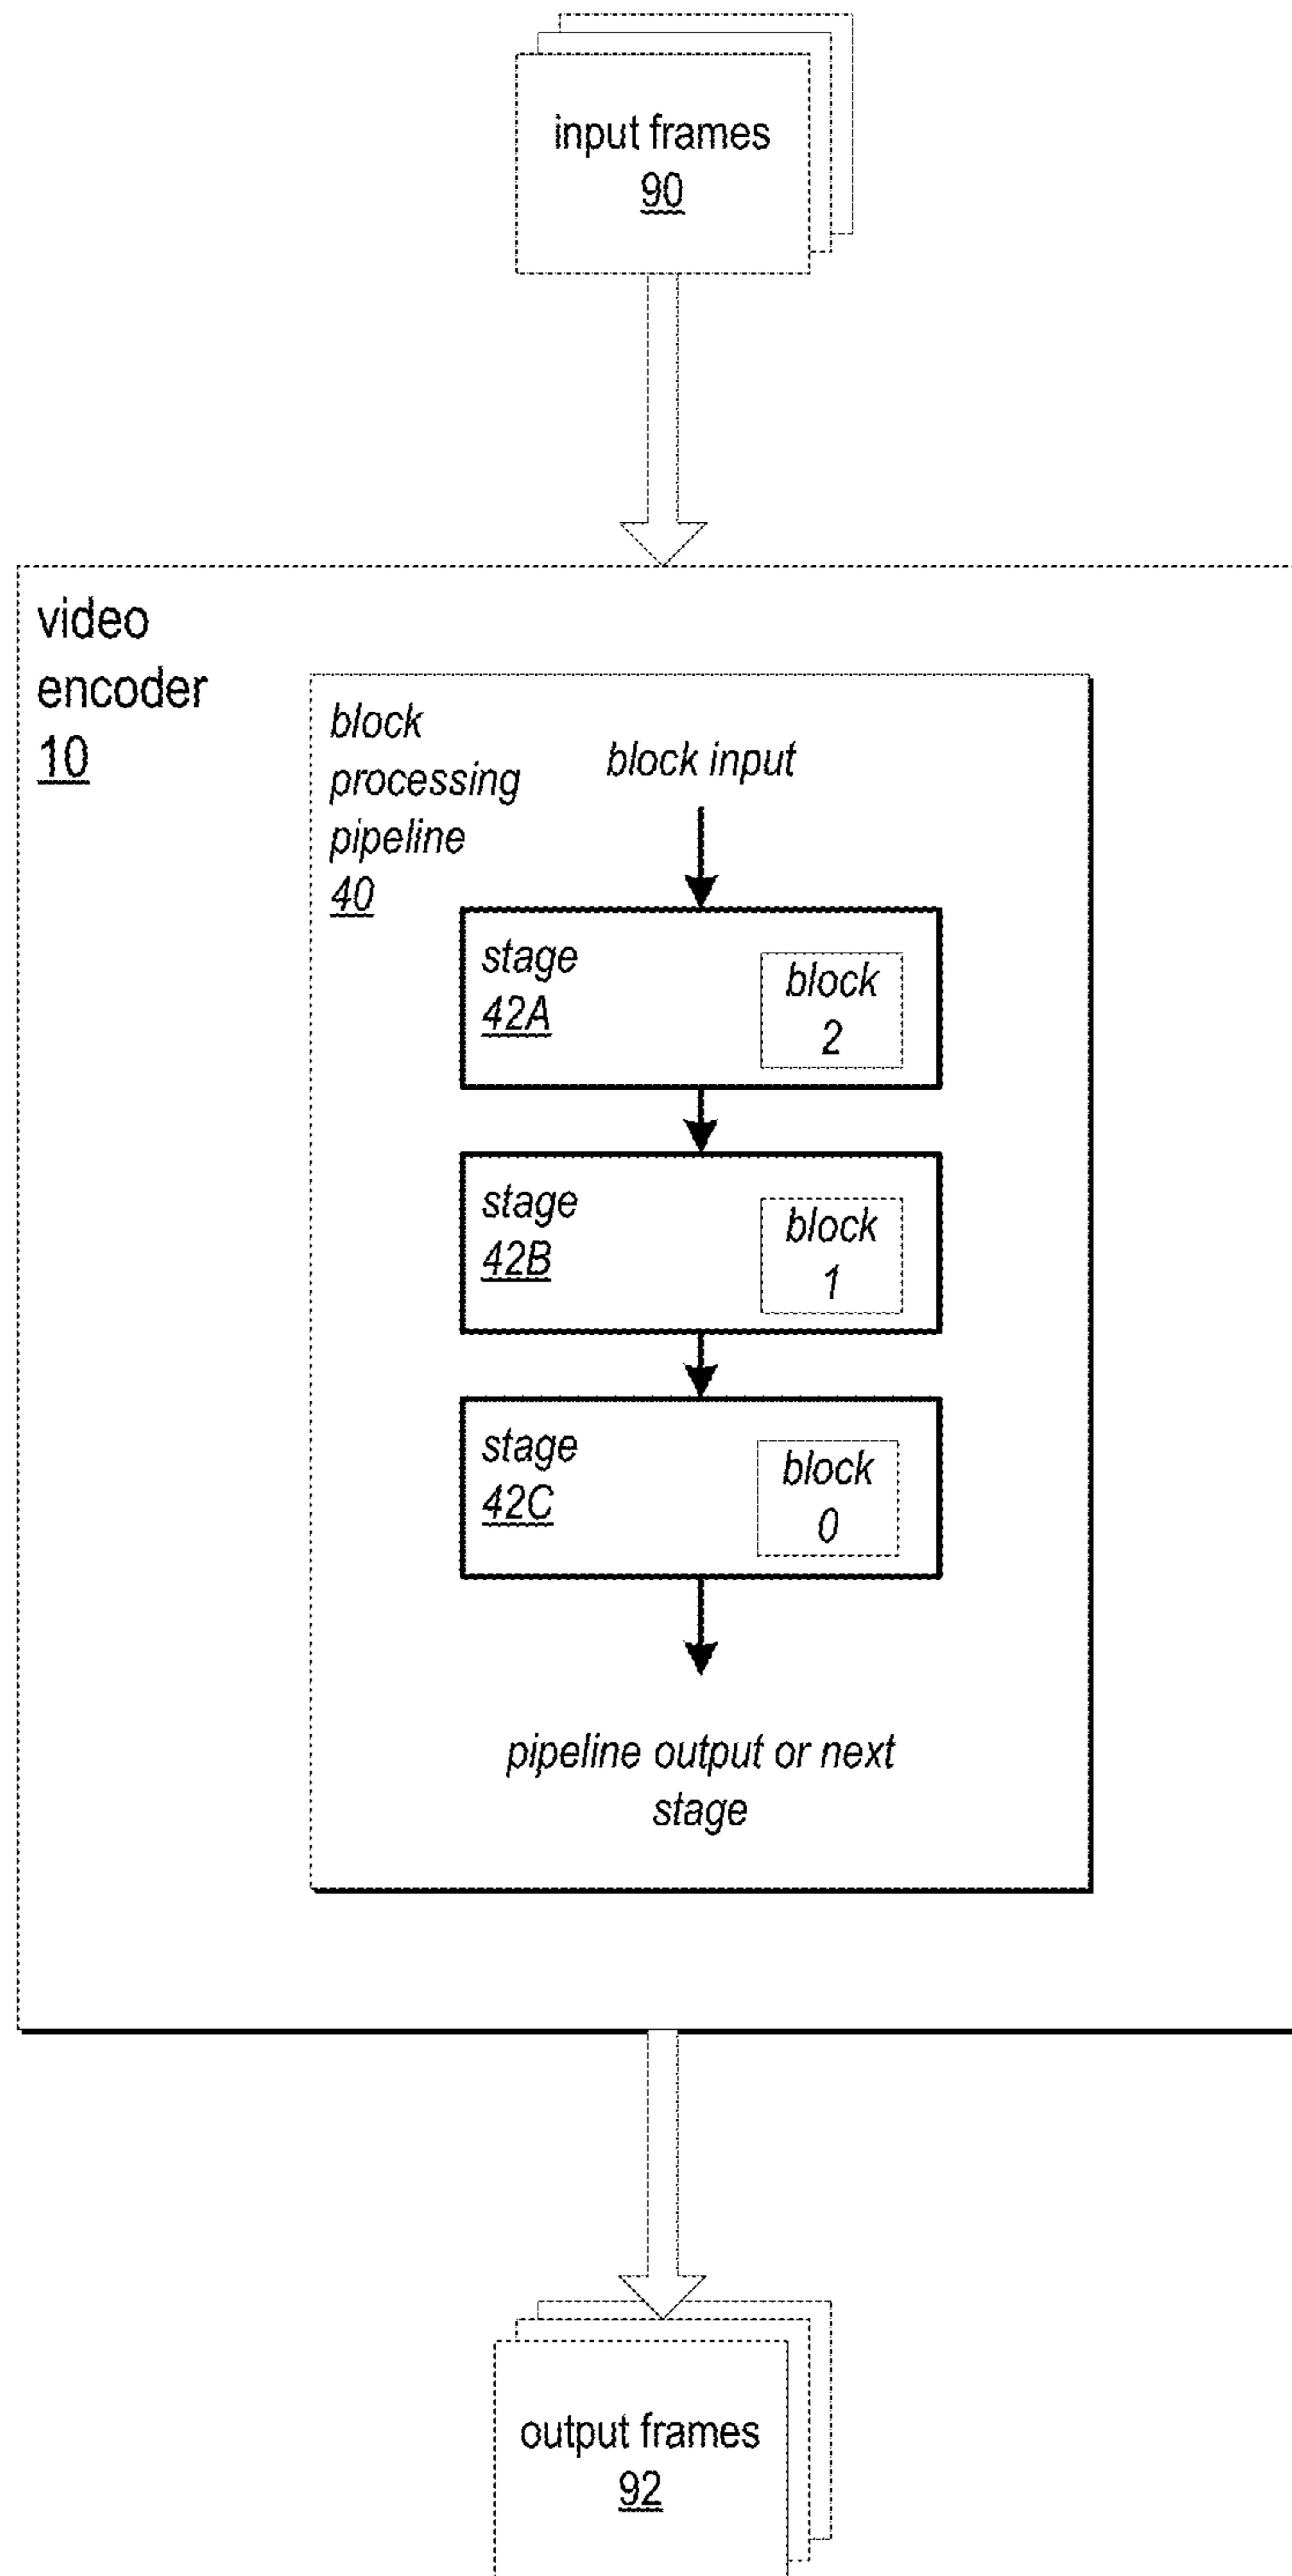 input frames
90
video
encoder
10
block
processing
pipeline
40
block input
stage
42A
block
2
stage
42B
block
1
stage
42C
block
0
pipeline output or next
stage
output frames
92